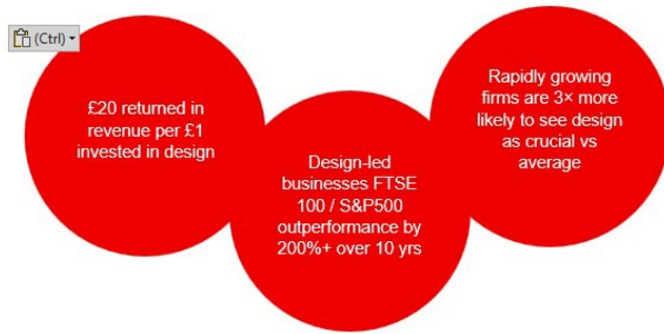 (Ctrl)
£20 returned in
revenue per £1
invested in design
Design-led
businesses FTSE
100 / S&P500
outperformance by
200%+ over 10 yrs
Rapidly growing
firms are 3× more
likely to see design
as crucial vs
average